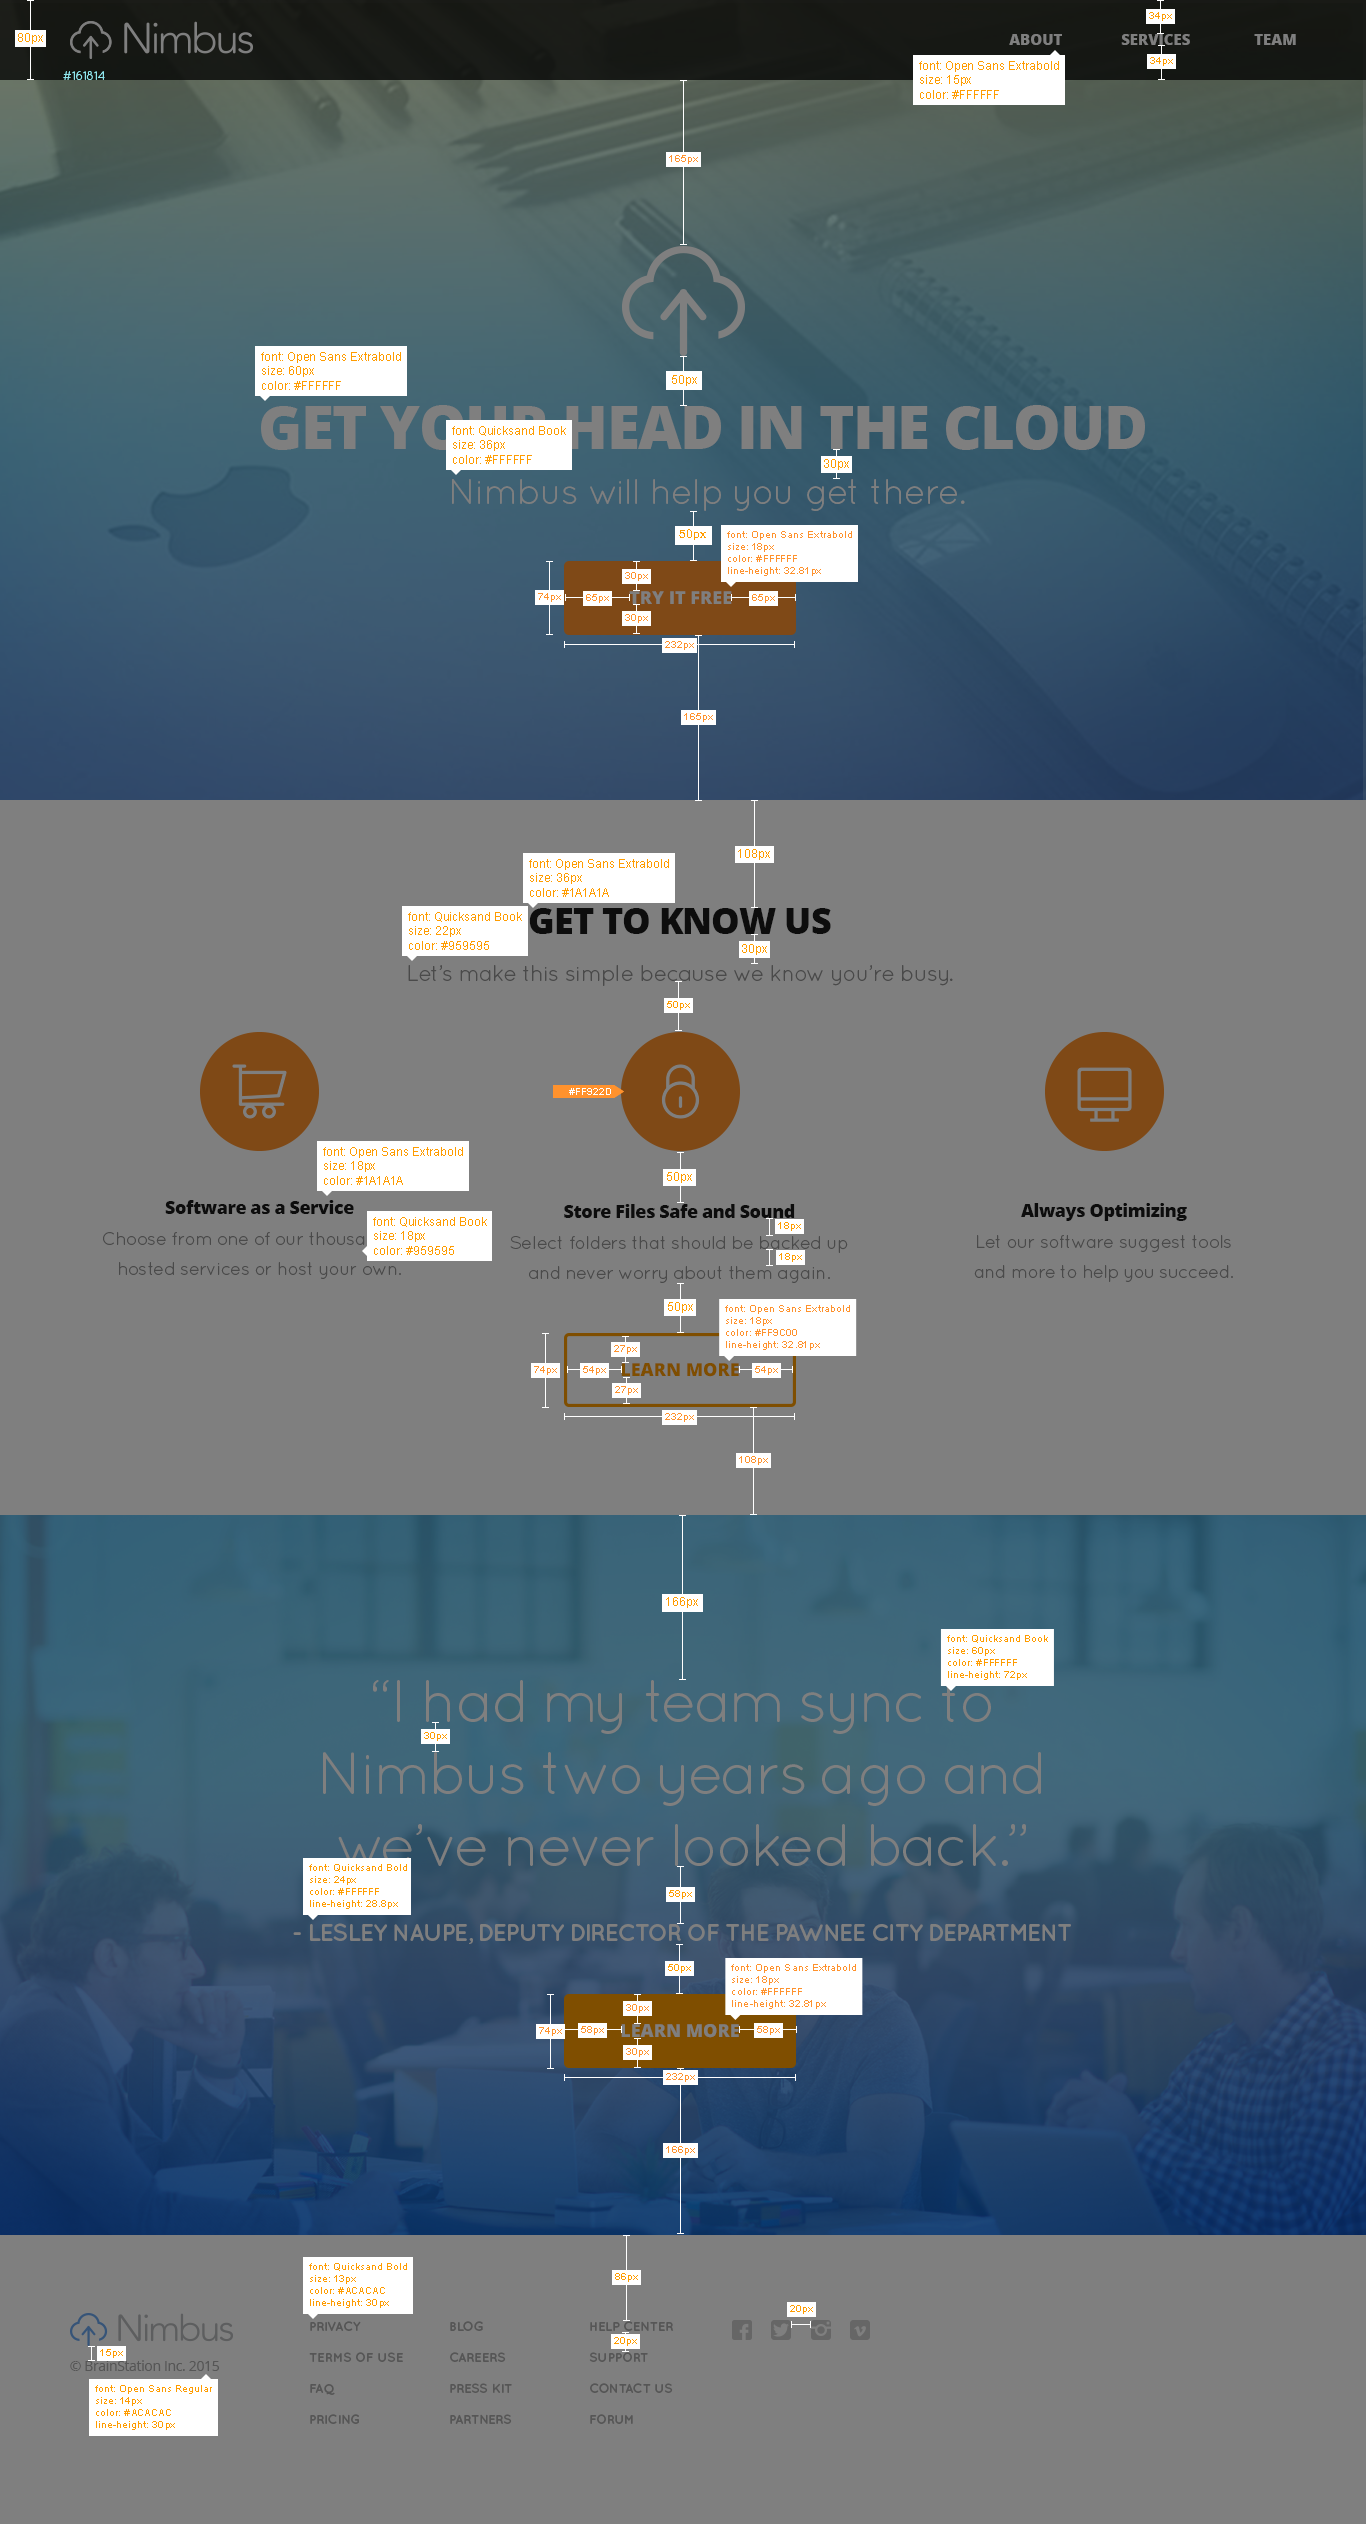 80px
Nimbus
#161814
ABOUT
SERVICES
TEAM
34px
34px
font: Open Sans Extrabold
size: 15px
color: #FFFFFF
165px
font: Open Sans Extrabold
size: 60px
color: #FFFFFF
50px
GET YOUR HEAD IN THE CLOUD
font: Quicksand Book
size: 36px
color: #FFFFFF
30px
Nimbus will help you get there.
50px
font: Open Sans Extrabold
size: 18px
color: #FFFFFF
line-height: 32.81px
74px
30px
65px
TRY IT FREE
65px
30px
232px
165px
108px
font: Open Sans Extrabold
size: 36px
color: #1A1A1A
GET TO KNOW US
font: Quicksand Book
size: 22px
color: #959595
30px
Let's make this simple because we know you're busy.
50px
#FF922D
50px
font: Open Sans Extrabold
size: 18px
color: #1A1A1A
Software as a Service
Choose from one of our thousa
hosted services or host your own.
font: Quicksand Book
size: 18px
color: #959595
Store Files Safe and Sound
18px
Select folders that should be backed up
18px
and never worry about them again.
Always Optimizing
Let our software suggest tools
and more to help you succeed.
50px
font: Open Sans Extrabold
size: 18px
color: #FF9C00
line-height: 32.81px
74px
27px
54px
LEARN MORE
54px
27px
232px
108px
166px
font: Quicksand Book
size: 60px
color: #FFFFFF
line-height: 72px
“I had my team sync to
30px
Nimbus two years ago and
we've never looked back.”
font: Quicksand Bold
size: 24px
color: #FFFFFF
line-height: 28.8px
58px
- LESLEY NAUPE, DEPUTY DIRECTOR OF THE PAWNEE CITY DEPARTMENT
50px
font: Open Sans Extrabold
size: 18px
color: #FFFFFF
line-height: 32.81px
74px
30px
58px
LEARN MORE
58px
30px
232px
166px
86px
font: Quicksand Bold
size: 13px
color: #ACACAC
line-height: 30px
Nimbus
15px
© BrainStation Inc. 2015
font: Open Sans Regular
size: 14px
color: #ACACAC
line-height: 30px
PRIVACY
TERMS OF USE
FAQ
PRICING
BLOG
CAREERS
PRESS KIT
PARTNERS
HELP CENTER
20px
SUPPORT
CONTACT US
FORUM
20px